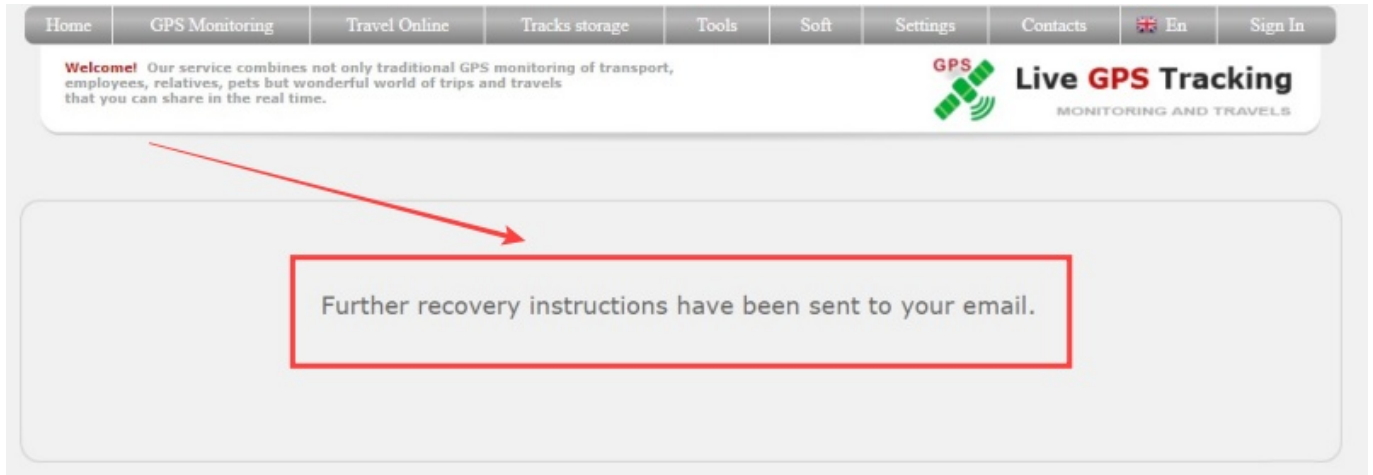 Home GPS Monitoring Travel Online Tracks storage Tools Soft Settings Contacts En Sign In
Welcome! Our service combines not only traditional GPS monitoring of transport,
employees, relatives, pets but wonderful world of trips and travels
that you can share in the real time.
GPS
Live GPS Tracking
MONITORING AND TRAVELS
Further recovery instructions have been sent to your email.